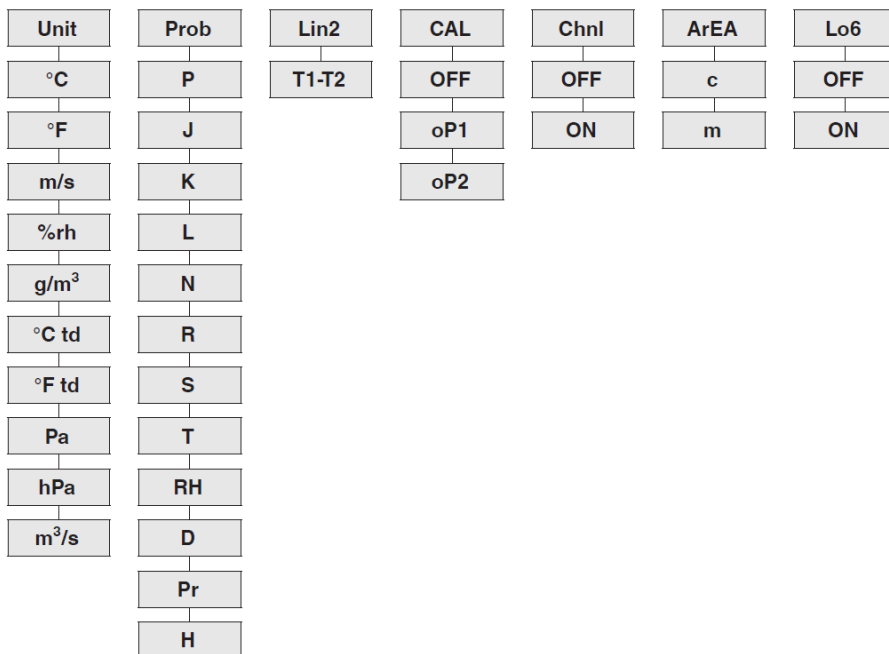 Unit
Prob
Lin2
CAL
Chnl
ArEA
Lo6
°C
P
T1-T2
OFF
OFF
c
OFF
°F
J
oP1
ON
m
ON
m/s
K
oP2
%rh
L
g/m³
N
°C td
R
°F td
S
Pa
T
hPa
RH
m³/s
D
Pr
H